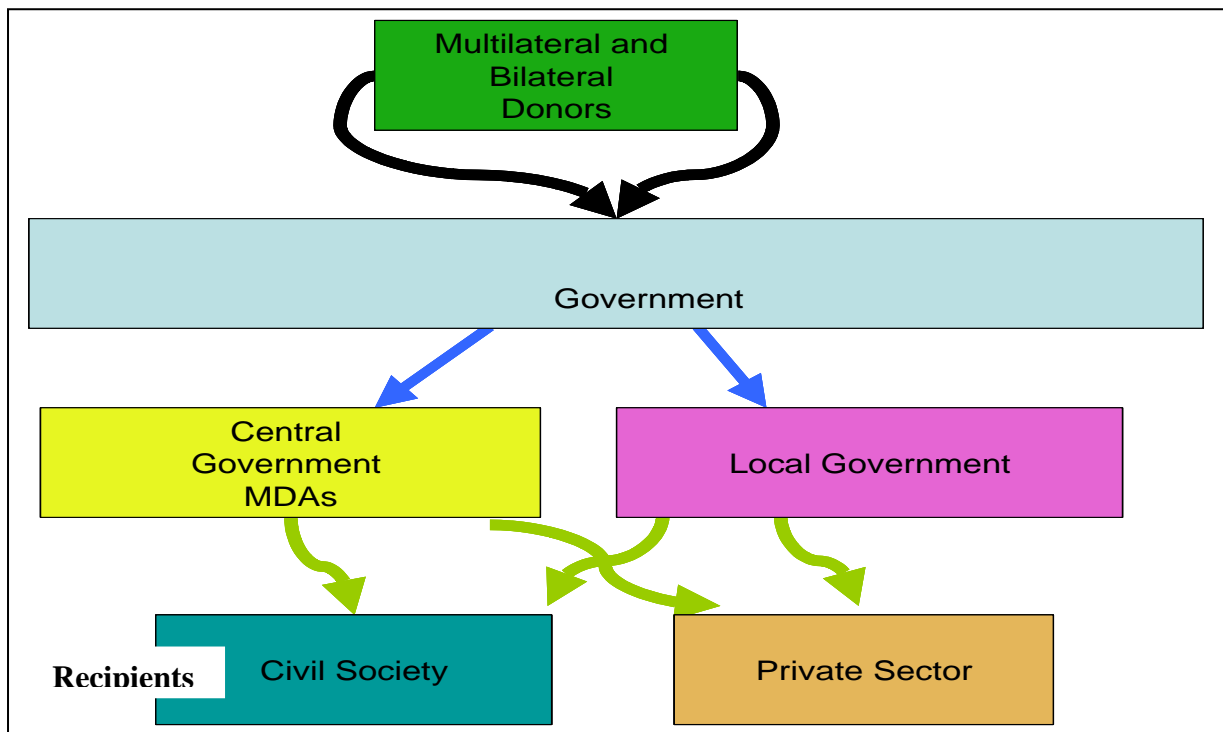 Multilateral and
Bilateral
Donors
Government
Central
Government
MDAs
Local Government
Recipients
Civil Society
Private Sector